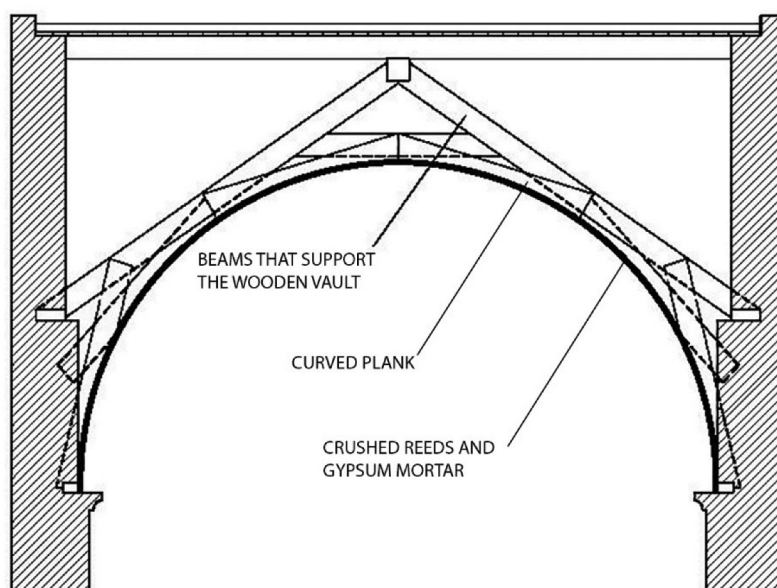 BEAMS THAT SUPPORT
THE WOODEN VAULT
CURVED PLANK
CRUSHED REEDS AND
GYPSUM MORTAR